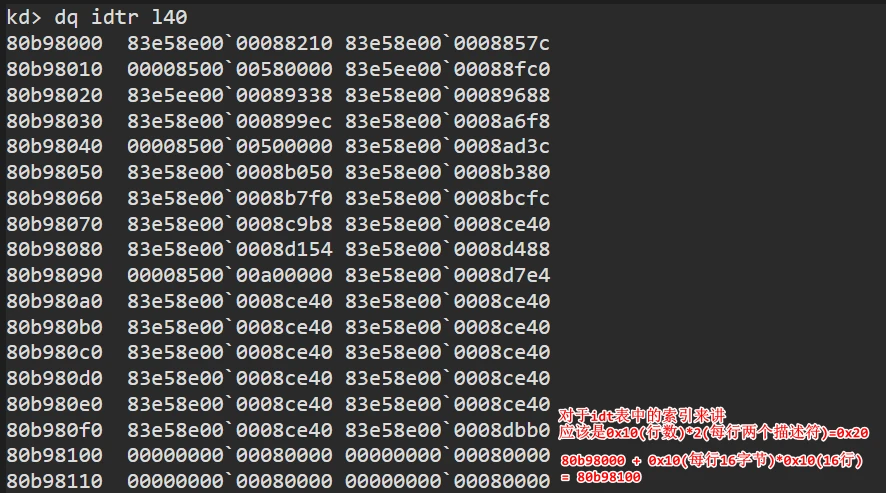 kd> dq idtr l40
80b98000  83e58e00`00088210 83e58e00`0008857c
80b98010  00008500`00580000 83e5ee00`00088fc0
80b98020  83e5ee00`00089338 83e58e00`00089688
80b98030  83e58e00`000899ec 83e58e00`0008a6f8
80b98040  00008500`00500000 83e58e00`0008ad3c
80b98050  83e58e00`0008b050 83e58e00`0008b380
80b98060  83e58e00`0008b7f0 83e58e00`0008bcfc
80b98070  83e58e00`0008c9b8 83e58e00`0008ce40
80b98080  83e58e00`0008d154 83e58e00`0008d488
80b98090  00008500`00a00000 83e58e00`0008d7e4
80b980a0  83e58e00`0008ce40 83e58e00`0008ce40
80b980b0  83e58e00`0008ce40 83e58e00`0008ce40
80b980c0  83e58e00`0008ce40 83e58e00`0008ce40
80b980d0  83e58e00`0008ce40 83e58e00`0008ce40
80b980e0  83e58e00`0008ce40 83e58e00`0008ce40
80b980f0  83e58e00`0008ce40 83e58e00`0008dbb0
80b98100  00000000`00080000 00000000`00080000
80b98110  00000000`00080000 00000000`00080000
对于idt表中的索引来讲
应该是0x10(行数)*2(每行两个描述符)=0x20
80b98000 + 0x10(每行16字节)*0x10(16行)
= 80b98100